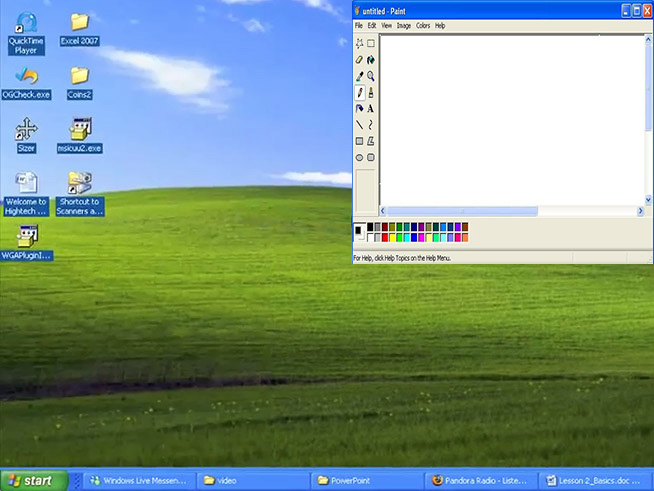 QuickTime
Player
Excel 2007
OGCheck.exe
Coins2
Sizer
msicuu2.exe
Welcome to
Hightech ...
Shortcut to
Scanners a...
WGAPluginI...
untitled - Paint
File Edit View Image Colors Help
A
For Help, click Help Topics on the Help Menu.
start
Windows Live Messen...
video
PowerPoint
Pandora Radio - Liste...
Lesson 2_Basics.doc ...